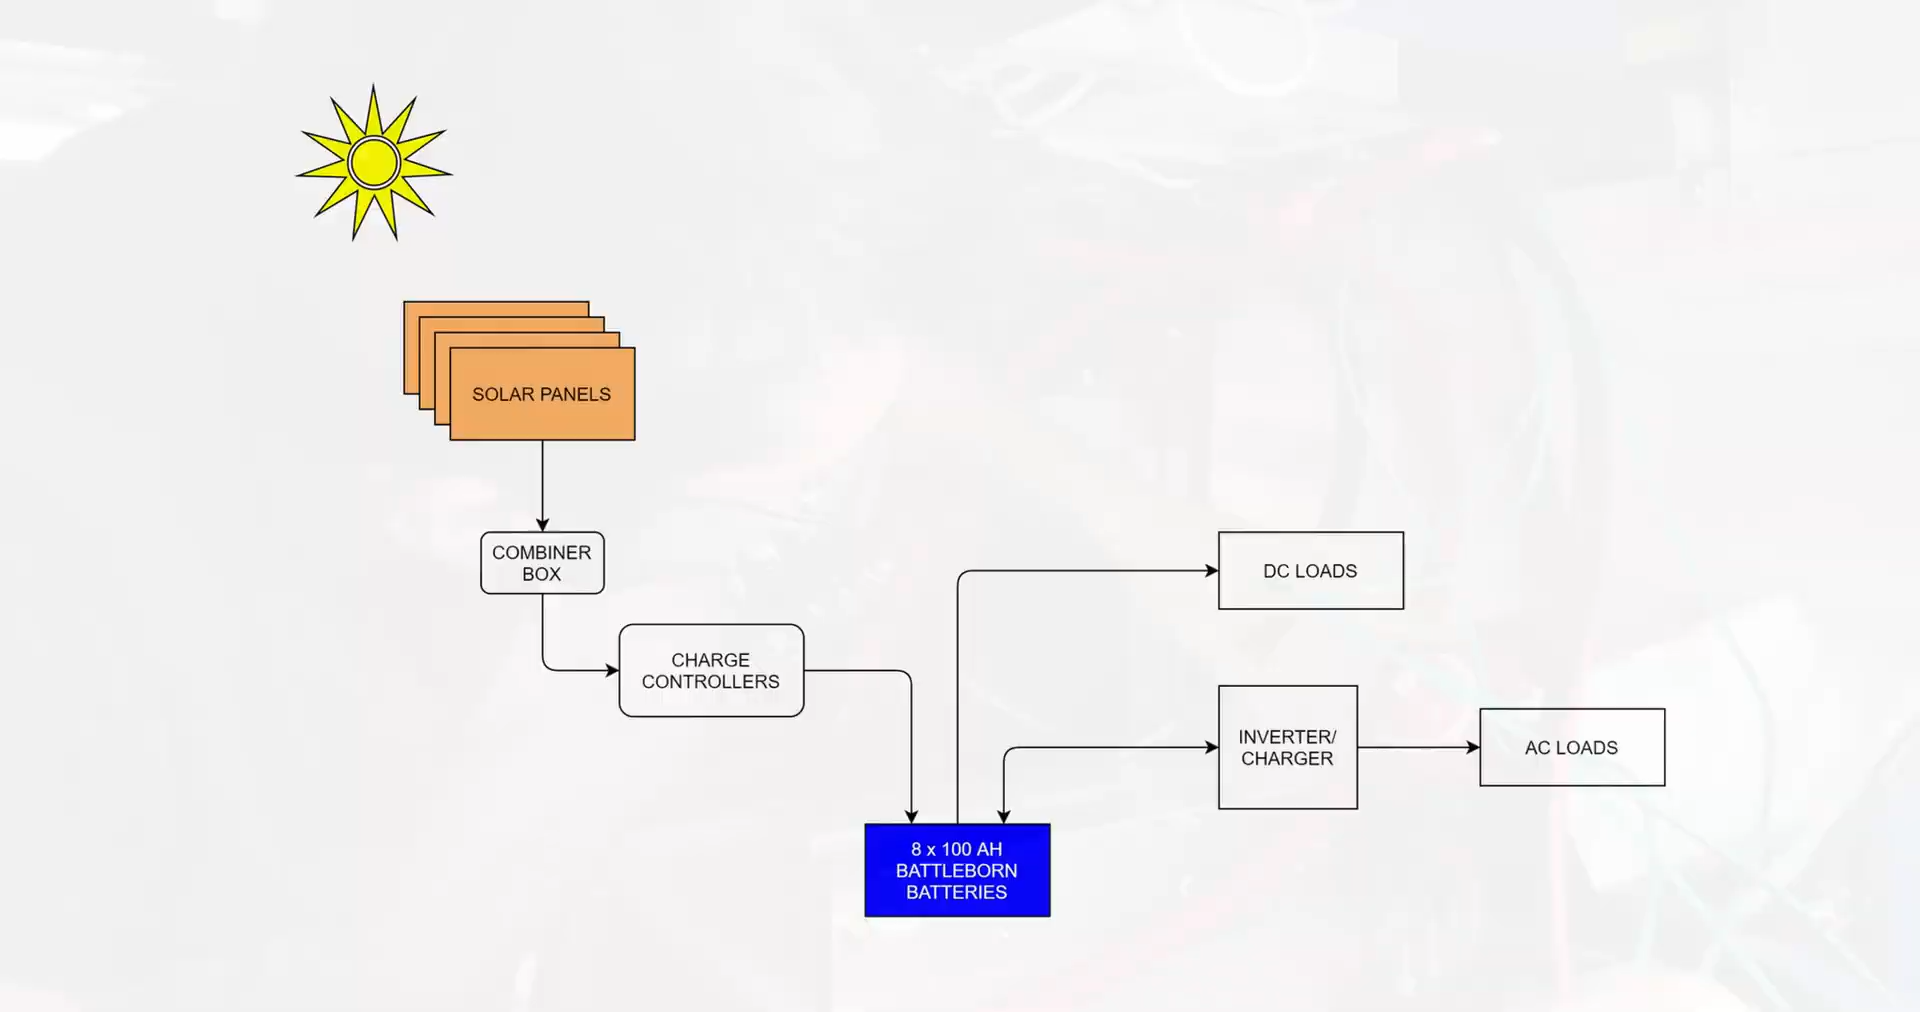 SOLAR PANELS
COMBINER
BOX
CHARGE
CONTROLLERS
DC LOADS
INVERTER/
CHARGER
AC LOADS
8 x 100 AH
BATTLEBORN
BATTERIES